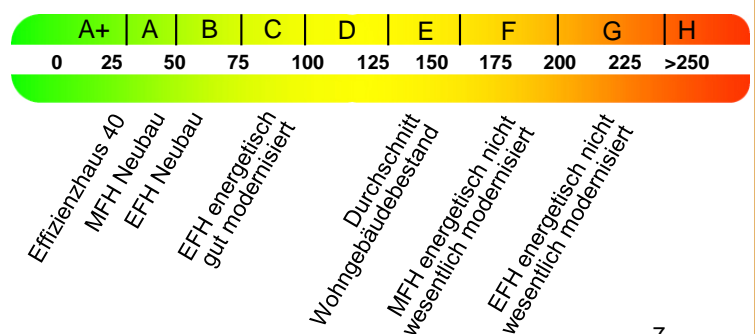 A+ A B C D E F G H
0 25 50 75 100 125 150 175 200 225 >250
Effizienzhaus 40
MFH Neubau
EFH Neubau
EFH energetisch
gut modernisiert
Durchschnitt
Wohngebäudebestand
MFH energetisch nicht
wesentlich modernisiert
EFH energetisch nicht
wesentlich modernisiert